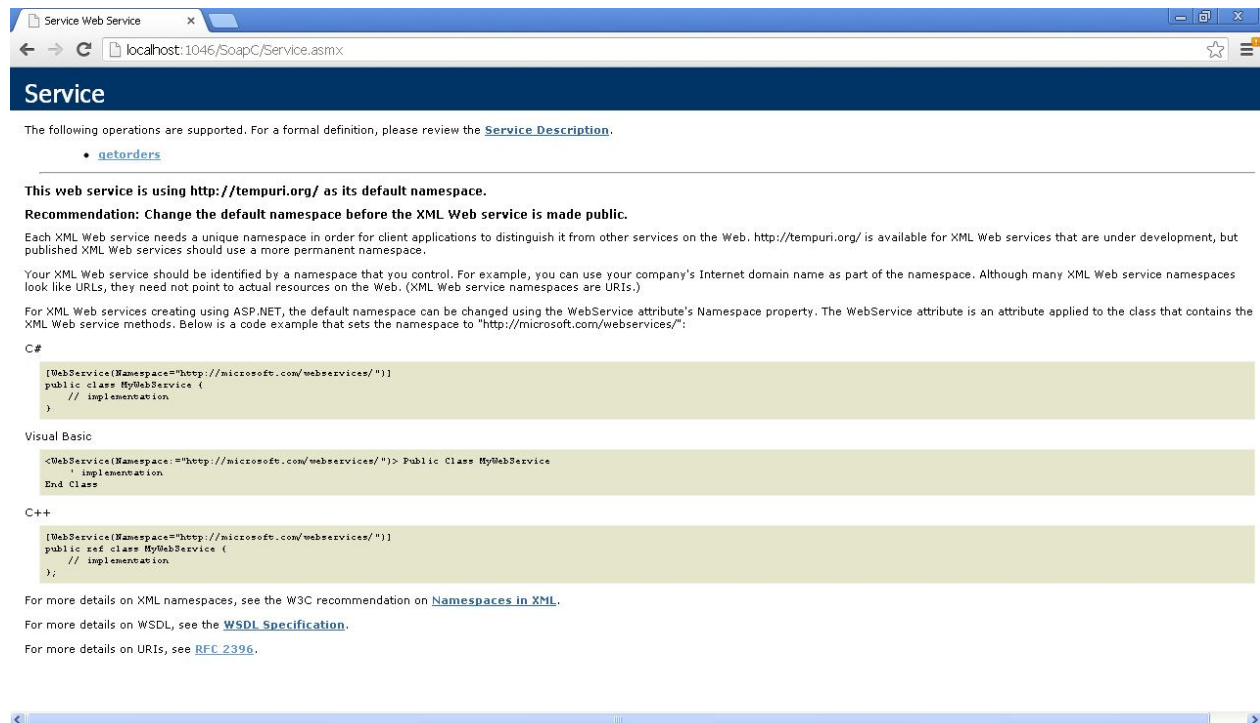 Service Web Service
localhost:1046/SoapC/Service.asmx
Service
The following operations are supported. For a formal definition, please review the Service Description.
• getorders
This web service is using http://tempuri.org/ as its default namespace.
Recommendation: Change the default namespace before the XML Web service is made public.
Each XML Web service needs a unique namespace in order for client applications to distinguish it from other services on the Web. http://tempuri.org/ is available for XML Web services that are under development, but
published XML Web services should use a more permanent namespace.
Your XML Web service should be identified by a namespace that you control. For example, you can use your company's Internet domain name as part of the namespace. Although many XML Web service namespaces
look like URLs, they need not point to actual resources on the Web. (XML Web service namespaces are URIs.)
For XML Web services creating using ASP.NET, the default namespace can be changed using the WebService attribute's Namespace property. The WebService attribute is an attribute applied to the class that contains the
XML Web service methods. Below is a code example that sets the namespace to "http://microsoft.com/webservices/":
C#
[WebService(Namespace="http://microsoft.com/webservices/")]
public class MyWebService {
// implementation
}
Visual Basic
<WebService(Namespace:="http://microsoft.com/webservices/")> Public Class MyWebService
' implementation
End Class
C++
[WebService(Namespace="http://microsoft.com/webservices/")]
public ref class MyWebService {
// implementation
};
For more details on XML namespaces, see the W3C recommendation on Namespaces in XML.
For more details on WSDL, see the WSDL Specification.
For more details on URIs, see RFC 2396.